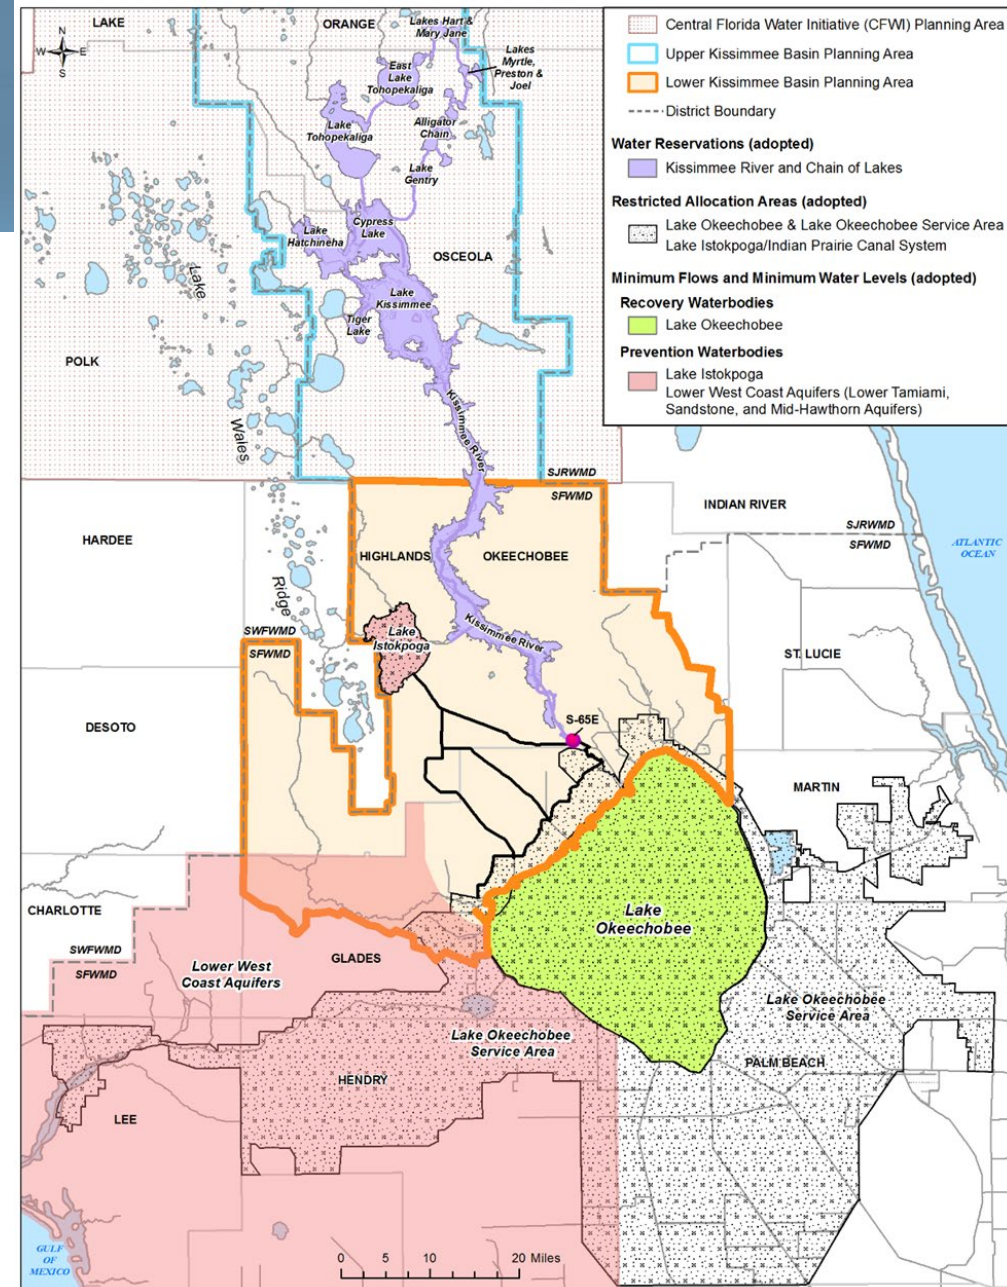 LAKE
ORANGE
Lakes Hart &
Mary Jane
N
W
E
S
Lakes
Myrtle,
Preston &
Joel
East
Lake
Tohopekaliga
Lake
Tohopekaliga
Alligator
Chain
Lake
Gentry
Cypress
Lake
Lake
Hatchineha
OSCEOLA
Lake
Kissimmee
Tiger
Lake
Lake
POLK
Wales
Kissimmee River
SJRWMD
SFWMD
Central Florida Water Initiative (CFWI) Planning Area
Upper Kissimmee Basin Planning Area
Lower Kissimmee Basin Planning Area
District Boundary
Water Reservations (adopted)
Kissimmee River and Chain of Lakes
Restricted Allocation Areas (adopted)
Lake Okeechobee & Lake Okeechobee Service Area
Lake Istokpoga/Indian Prairie Canal System
Minimum Flows and Minimum Water Levels (adopted)
Recovery Waterbodies
Lake Okeechobee
Prevention Waterbodies
Lake Istokpoga
Lower West Coast Aquifers (Lower Tamiami,
Sandstone, and Mid-Hawthorn Aquifers)
INDIAN RIVER
SJRWMD
SFWMD
ATLANTIC
OCEAN
HARDEE
HIGHLANDS
OKEECHOBEE
Ridge
SWFWMD
SFWMD
Lake
Istokpoga
Kissimmee River
ST. LUCIE
DESOTO
S-65E
MARTIN
CHARLOTTE
SWFWMD
SFWMD
Lower West
Coast Aquifers
GLADES
Lake
Okeechobee
Lake Okeechobee
Service Area
Lake Okeechobee
Service Area
PALM BEACH
HENDRY
LEE
GULF
OF
MEXICO
0 5 10 20 Miles